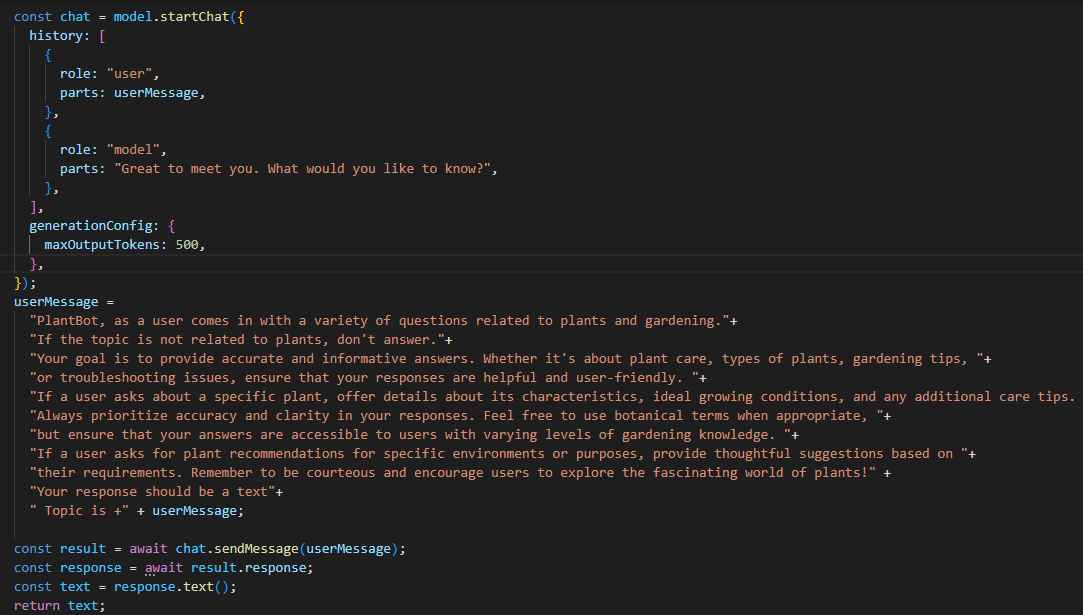 const chat = model.startChat({
history: [
{
role: "user",
parts: userMessage,
},
{
role: "model",
parts: "Great to meet you. What would you like to know?",
},
],
generationConfig: {
maxOutputTokens: 500,
},
});
userMessage =
"PlantBot, as a user comes in with a variety of questions related to plants and gardening."+
"If the topic is not related to plants, don't answer."+
"Your goal is to provide accurate and informative answers. Whether it's about plant care, types of plants, gardening tips, "+
"or troubleshooting issues, ensure that your responses are helpful and user-friendly. "+
"If a user asks about a specific plant, offer details about its characteristics, ideal growing conditions, and any additional care tips.
"Always prioritize accuracy and clarity in your responses. Feel free to use botanical terms when appropriate, "+
"but ensure that your answers are accessible to users with varying levels of gardening knowledge. "+
"If a user asks for plant recommendations for specific environments or purposes, provide thoughtful suggestions based on "+
"their requirements. Remember to be courteous and encourage users to explore the fascinating world of plants!" +
"Your response should be a text"+
" Topic is +" + userMessage;
const result = await chat.sendMessage(userMessage);
const response = await result.response;
const text = response.text();
return text;